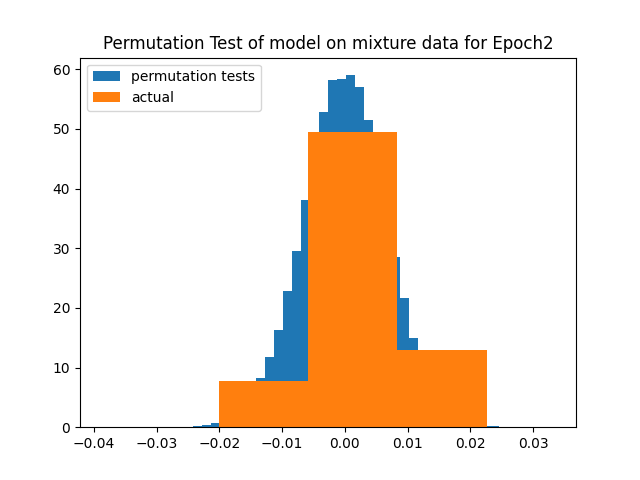 Permutation Test of model on mixture data for Epoch2
permutation tests
actual
60
50
40
30
20
10
0
−0.04 −0.03 −0.02 −0.01 0.00 0.01 0.02 0.03